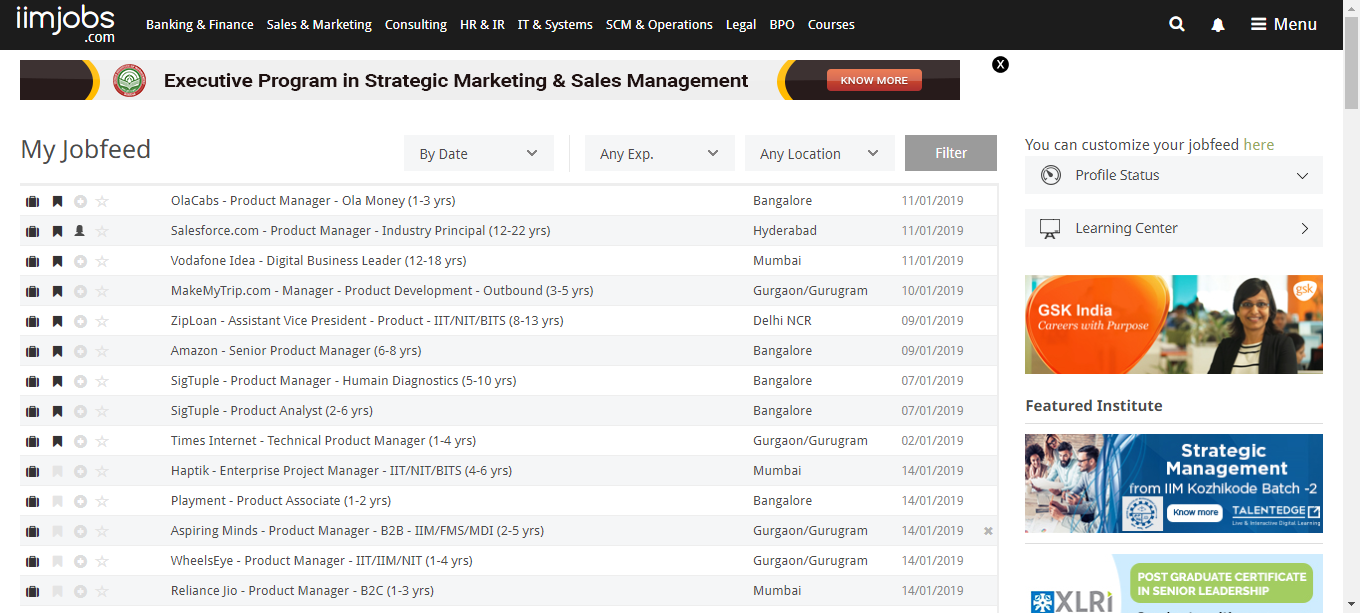 iimjobs
.com
Banking & Finance Sales & Marketing Consulting HR & IR IT & Systems SCM & Operations Legal BPO Courses
Menu
Executive Program in Strategic Marketing & Sales Management KNOW MORE
X
My Jobfeed By Date Any Exp. Any Location Filter
OlaCabs - Product Manager - Ola Money (1-3 yrs) Bangalore 11/01/2019
Salesforce.com - Product Manager - Industry Principal (12-22 yrs) Hyderabad 11/01/2019
Vodafone Idea - Digital Business Leader (12-18 yrs) Mumbai 11/01/2019
MakeMyTrip.com - Manager - Product Development - Outbound (3-5 yrs) Gurgaon/Gurugram 10/01/2019
ZipLoan - Assistant Vice President - Product - IIT/NIT/BITS (8-13 yrs) Delhi NCR 09/01/2019
Amazon - Senior Product Manager (6-8 yrs) Bangalore 09/01/2019
SigTuple - Product Manager - Humain Diagnostics (5-10 yrs) Bangalore 07/01/2019
SigTuple - Product Analyst (2-6 yrs) Bangalore 07/01/2019
Times Internet - Technical Product Manager (1-4 yrs) Gurgaon/Gurugram 02/01/2019
Haptik - Enterprise Project Manager - IIT/NIT/BITS (4-6 yrs) Mumbai 14/01/2019
Playment - Product Associate (1-2 yrs) Bangalore 14/01/2019
Aspiring Minds - Product Manager - B2B - IIM/FMS/MDI (2-5 yrs) Gurgaon/Gurugram 14/01/2019
WheelsEye - Product Manager - IIT/IIM/NIT (1-4 yrs) Gurgaon/Gurugram 14/01/2019
Reliance Jio - Product Manager - B2C (1-3 yrs) Mumbai 14/01/2019
You can customize your jobfeed here
Profile Status
Learning Center
GSK India
Careers with Purpose
gsk
Featured Institute
Strategic
Management
from IIM Kozhikode Batch -2
Know more TALENTEDGE
Live & Interactive Digital Learning
POST GRADUATE CERTIFICATE
IN SENIOR LEADERSHIP
XLRi